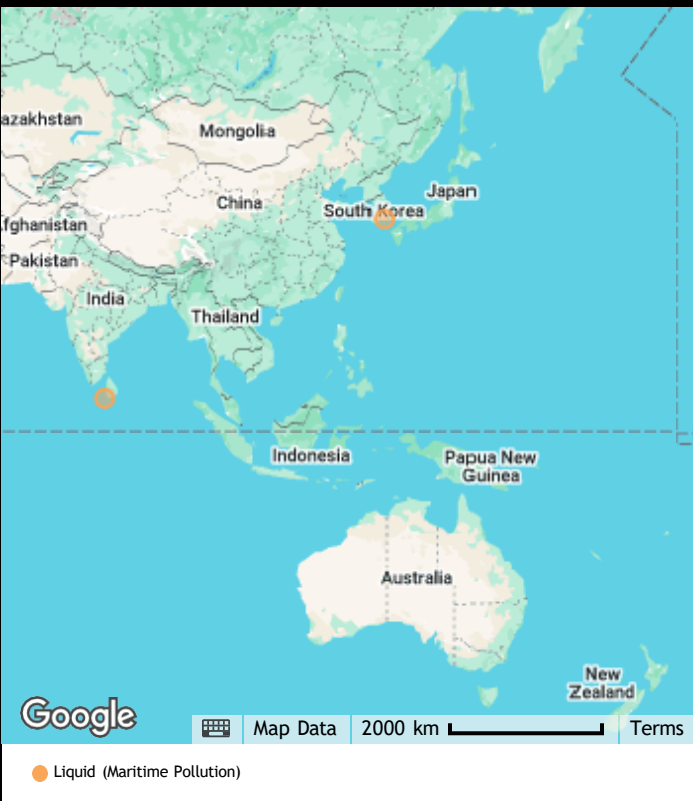 azakhstan
Mongolia
Japan
China
South Korea
fghanistan
Pakistan
India
Thailand
Indonesia
Papua New
Guinea
Australia
New
Zealand
Google
Map Data
2000 km
Terms
Liquid (Maritime Pollution)